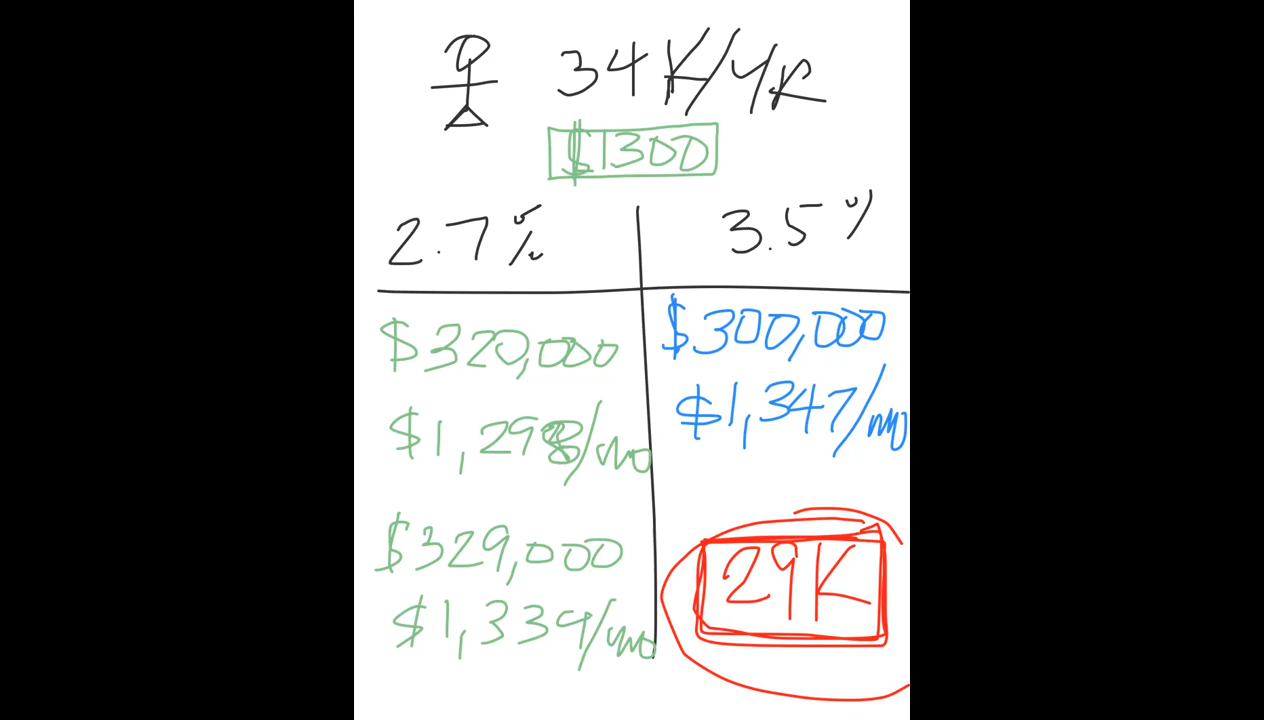 34K/YR
$1300
2.7%
3.5%
$320,000
$1,298/mo
$329,000
$1,339/mo
$300,000
$1,347/mo
29K